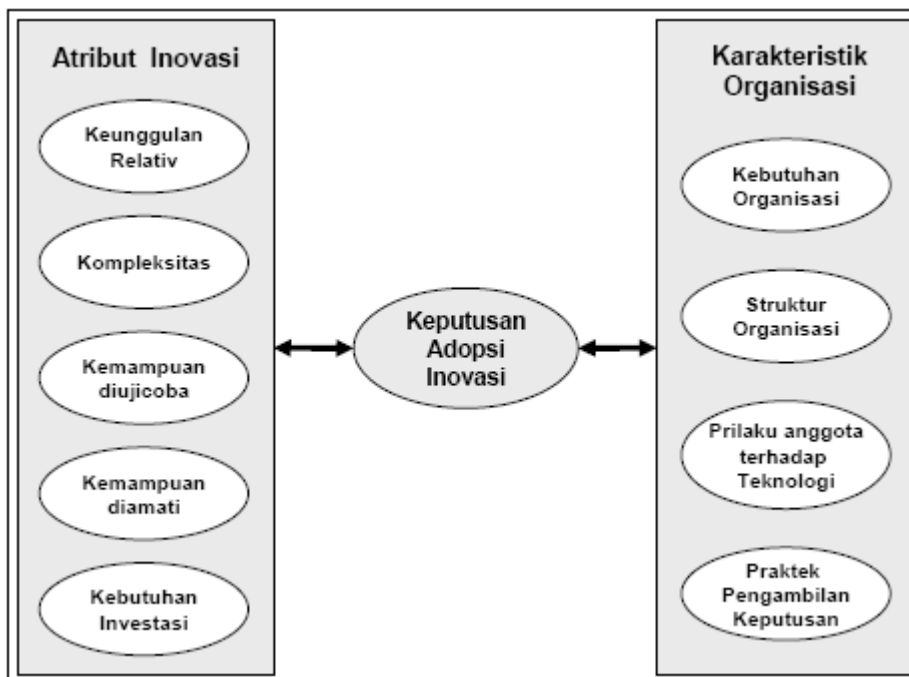 Atribut Inovasi
Keunggulan
Relativ
Kompleksitas
Kemampuan
diujicoba
Kemampuan
diamati
Kebutuhan
Investasi
Keputusan
Adopsi
Inovasi
Karakteristik
Organisasi
Kebutuhan
Organisasi
Struktur
Organisasi
Prilaku anggota
terhadap
Teknologi
Praktek
Pengambilan
Keputusan